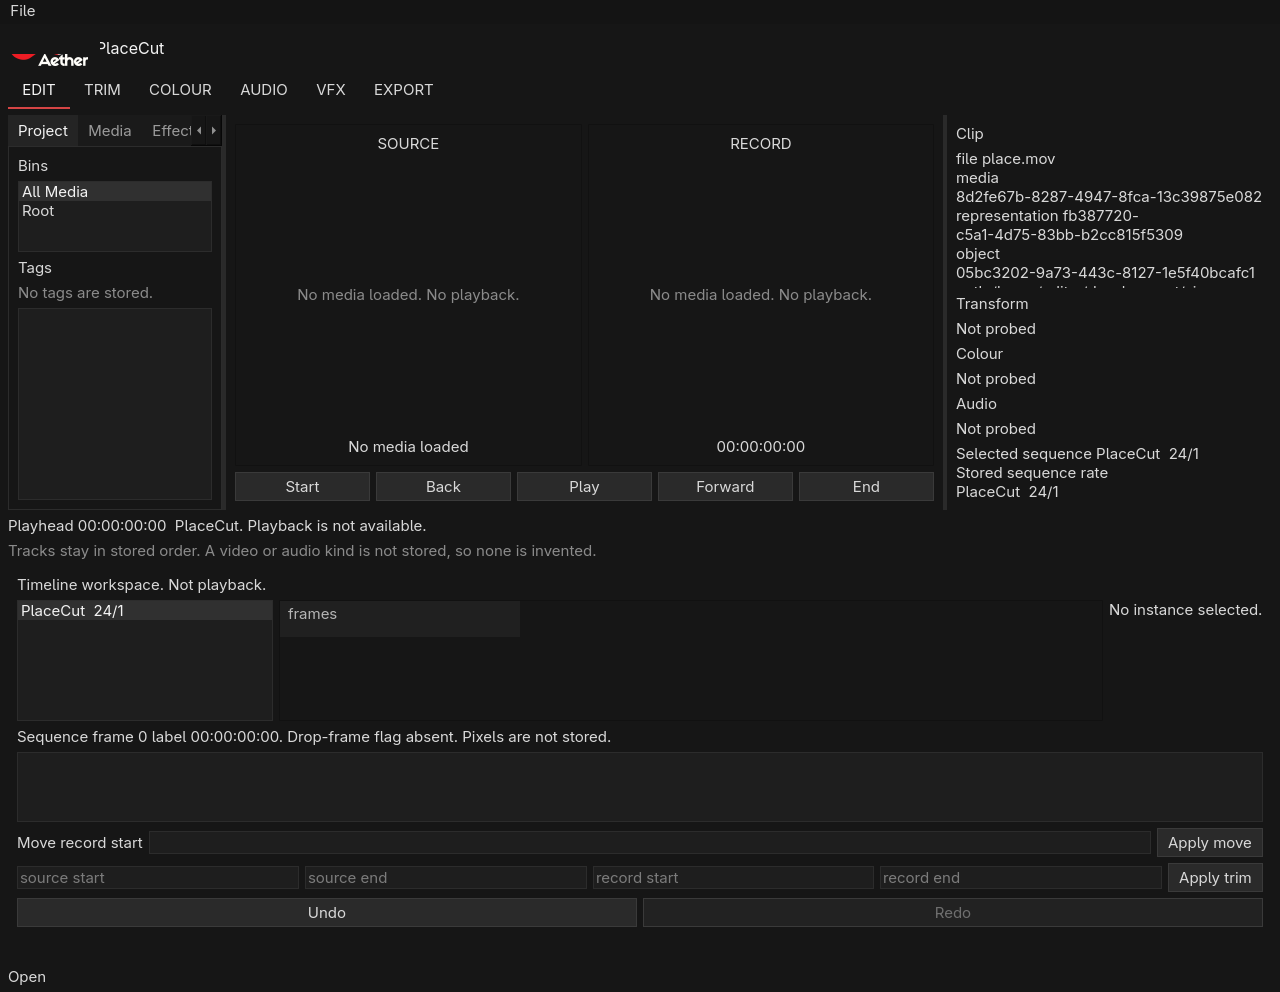 File
Aether
PlaceCut
EDIT TRIM COLOUR AUDIO VFX EXPORT
Project Media Effect
Bins
All Media
Root
Tags
No tags are stored.
SOURCE
No media loaded. No playback.
No media loaded
RECORD
No media loaded. No playback.
00:00:00:00
Start Back Play Forward End
Clip
file place.mov
media
8d2fe67b-8287-4947-8fca-13c39875e082
representation fb387720-
c5a1-4d75-83bb-b2cc815f5309
object
05bc3202-9a73-443c-8127-1e5f40bcafc1
Transform
Not probed
Colour
Not probed
Audio
Not probed
Selected sequence PlaceCut 24/1
Stored sequence rate
PlaceCut 24/1
Playhead 00:00:00:00 PlaceCut. Playback is not available.
Tracks stay in stored order. A video or audio kind is not stored, so none is invented.
Timeline workspace. Not playback.
PlaceCut 24/1
frames
No instance selected.
Sequence frame 0 label 00:00:00:00. Drop-frame flag absent. Pixels are not stored.
Move record start Apply move
source start source end record start record end Apply trim
Undo Redo
Open